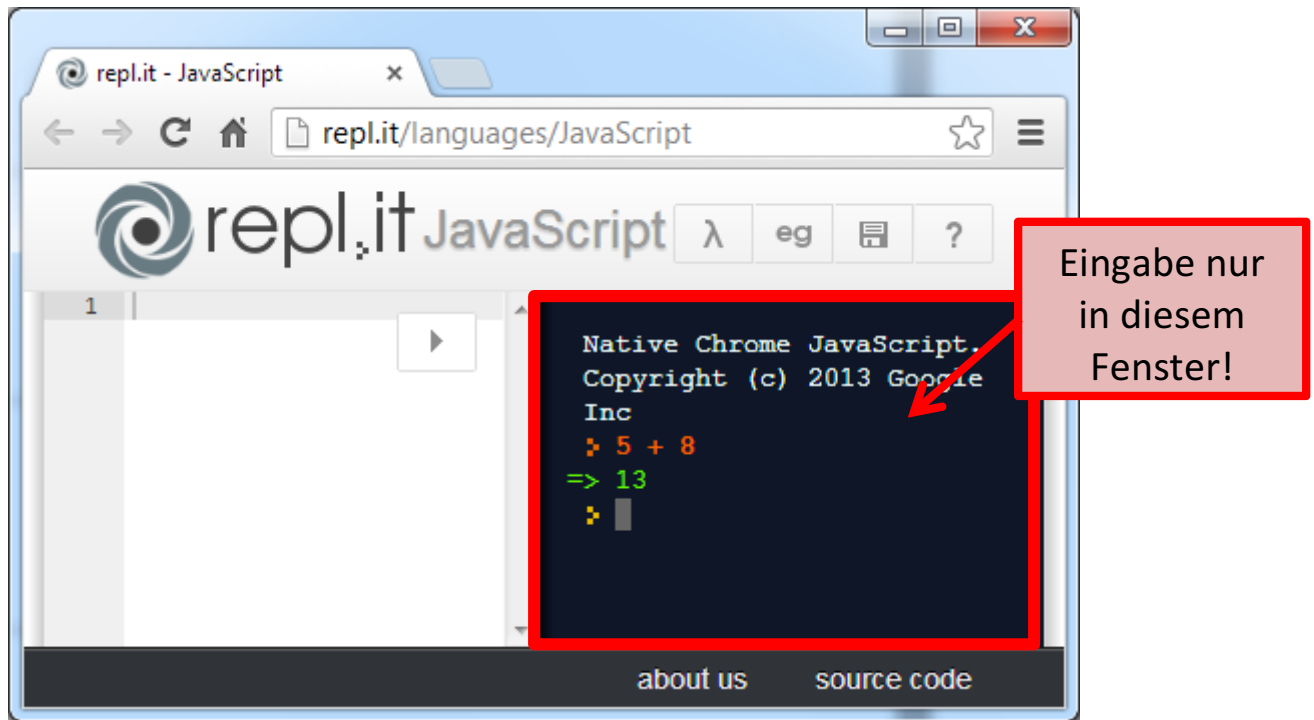 repl.it - JavaScript
repl.it/languages/JavaScript
repl.it JavaScript λ eg ?
Eingabe nur
in diesem
Fenster!
1
Native Chrome JavaScript.
Copyright (c) 2013 Google
Inc
5 + 8
=> 13
about us source code